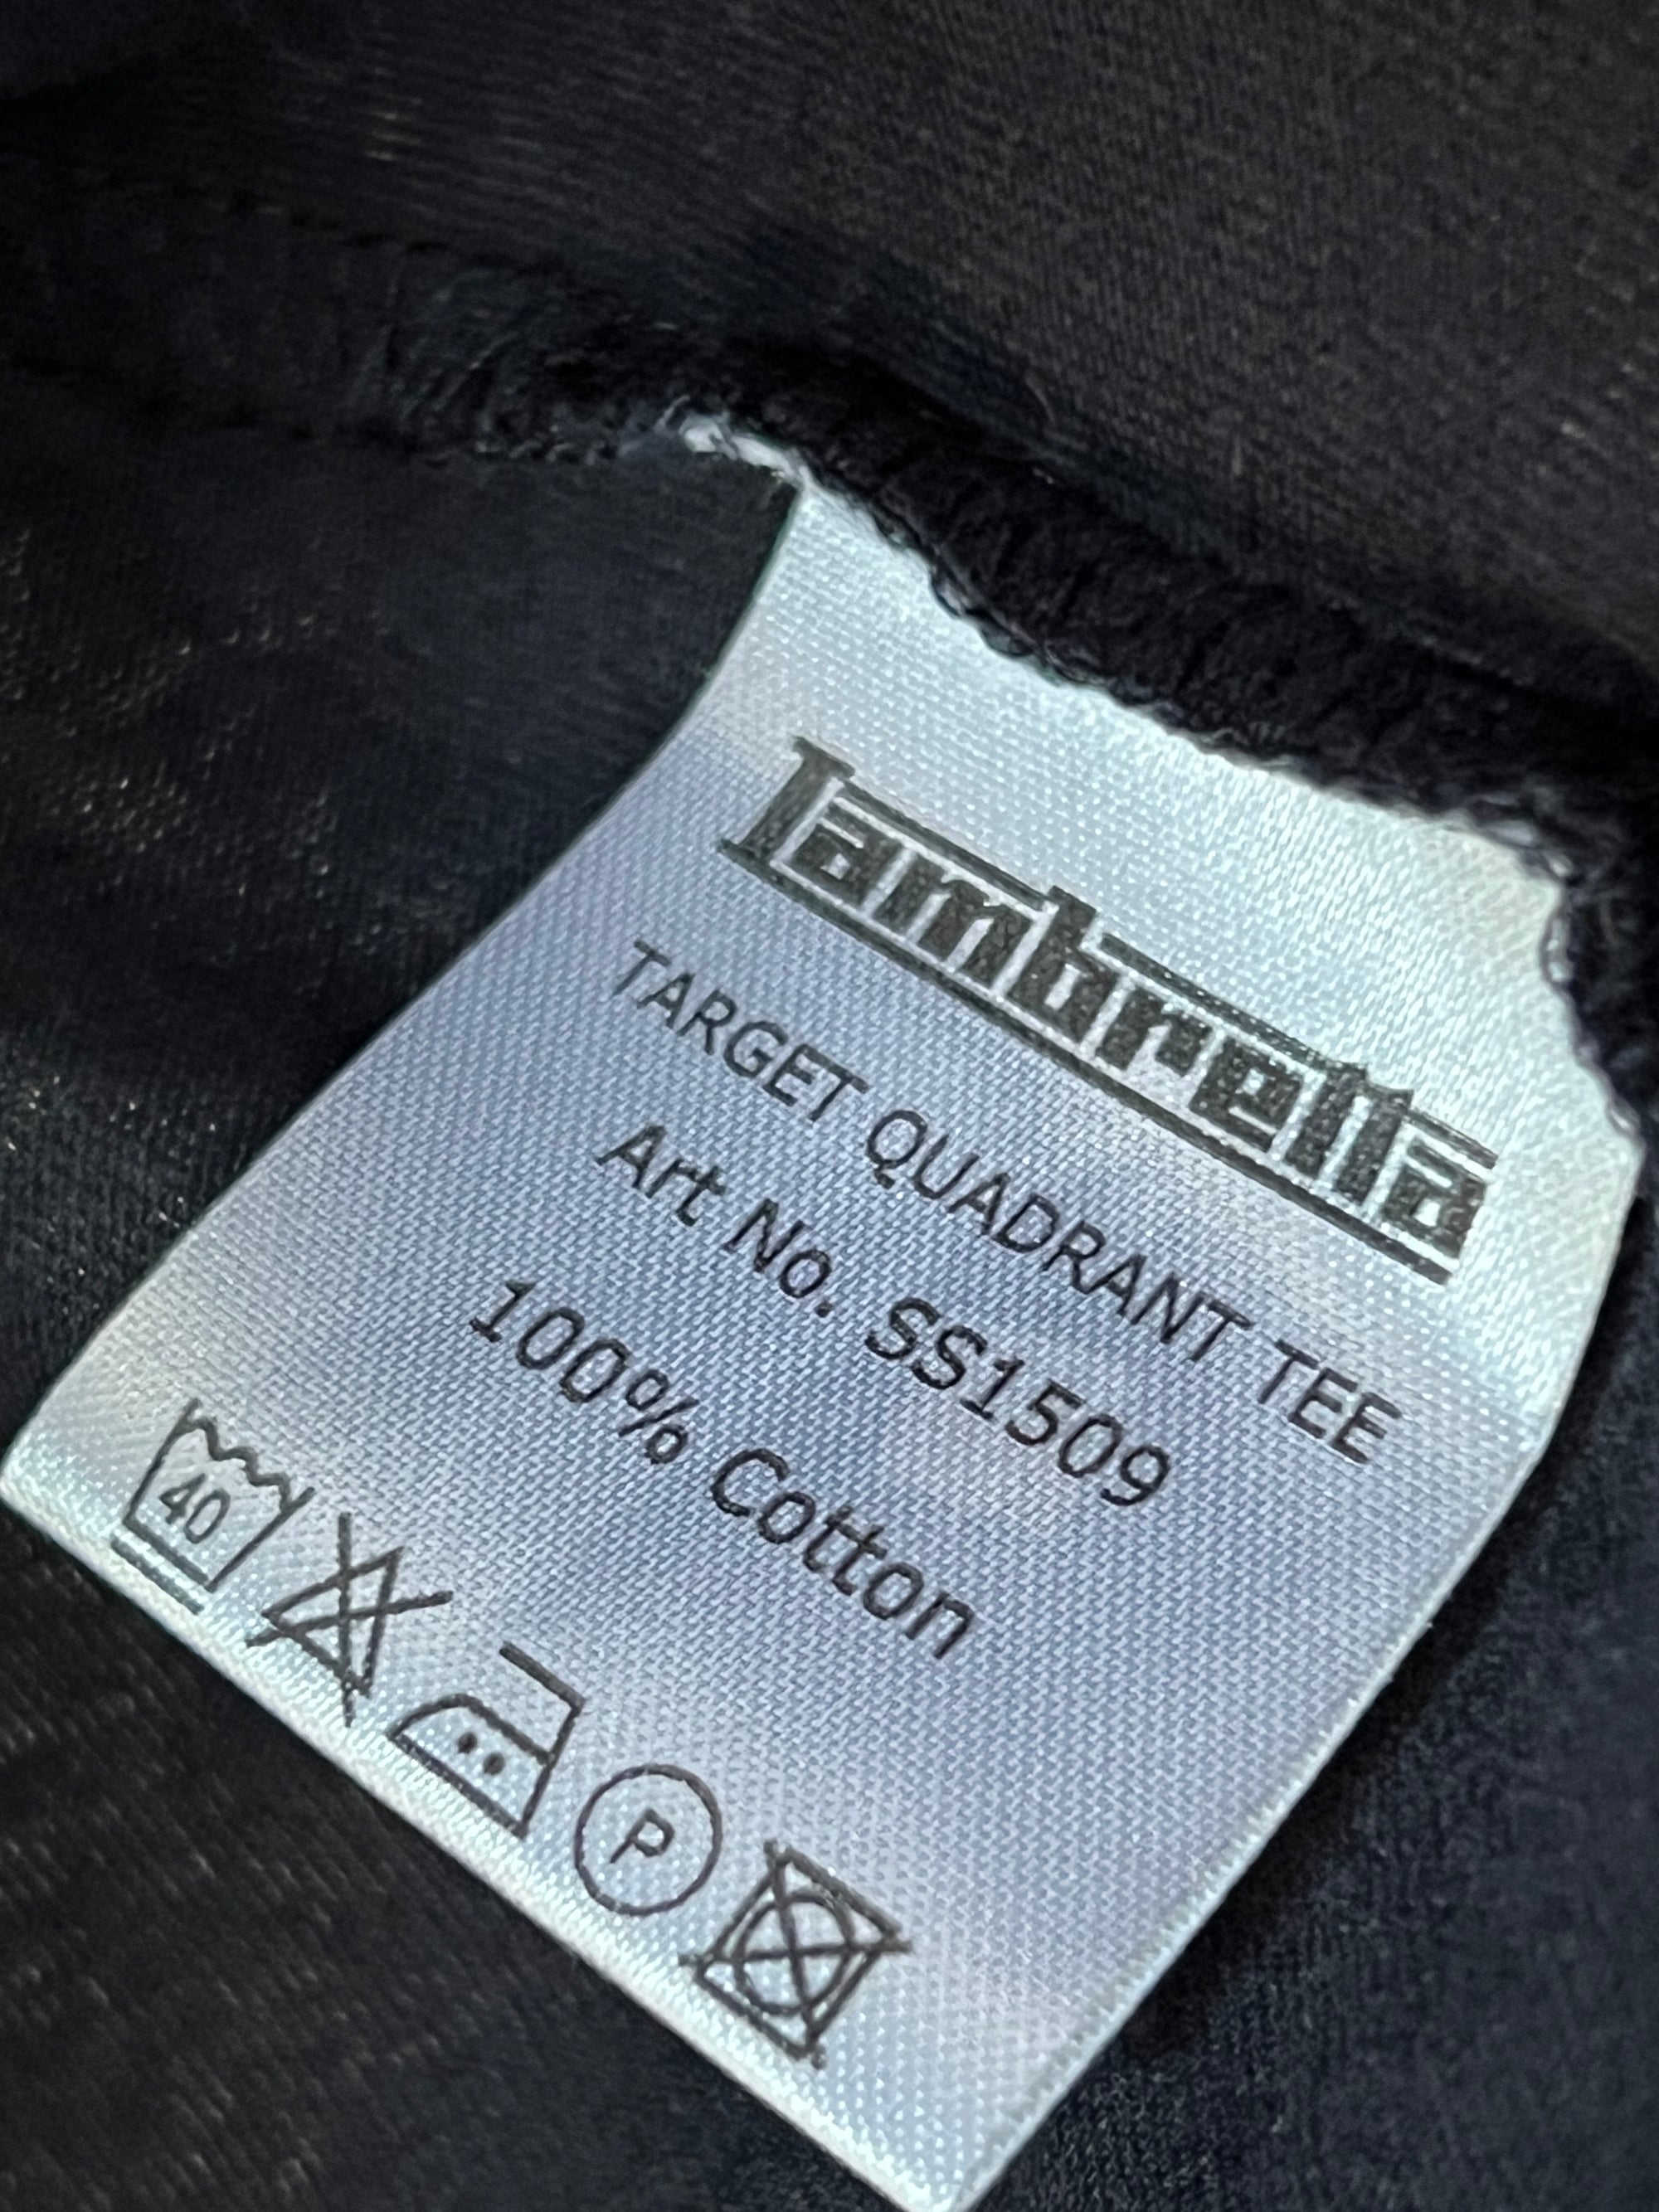 lambretta
TARGET QUADRANT TEE
Art No. SS1509
100% Cotton
40
P